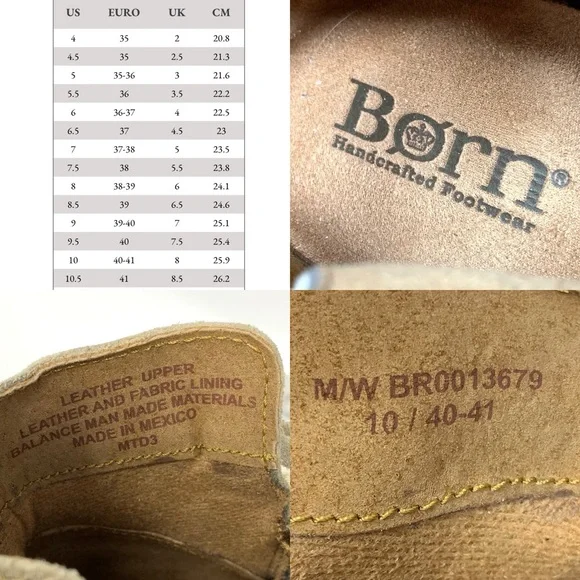 US EURO UK CM
4 35 2 20.8
4.5 35 2.5 21.3
5 35-36 3 21.6
5.5 36 3.5 22.2
6 36-37 4 22.5
6.5 37 4.5 23
7 37-38 5 23.5
7.5 38 5.5 23.8
8 38-39 6 24.1
8.5 39 6.5 24.6
9 39-40 7 25.1
9.5 40 7.5 25.4
10 40-41 8 25.9
10.5 41 8.5 26.2
Børn®
Handcrafted Footwear
LEATHER UPPER
LEATHER AND FABRIC LINING
BALANCE MAN MADE MATERIALS
MADE IN MEXICO
MTD3
M/W BR0013679
10 / 40-41